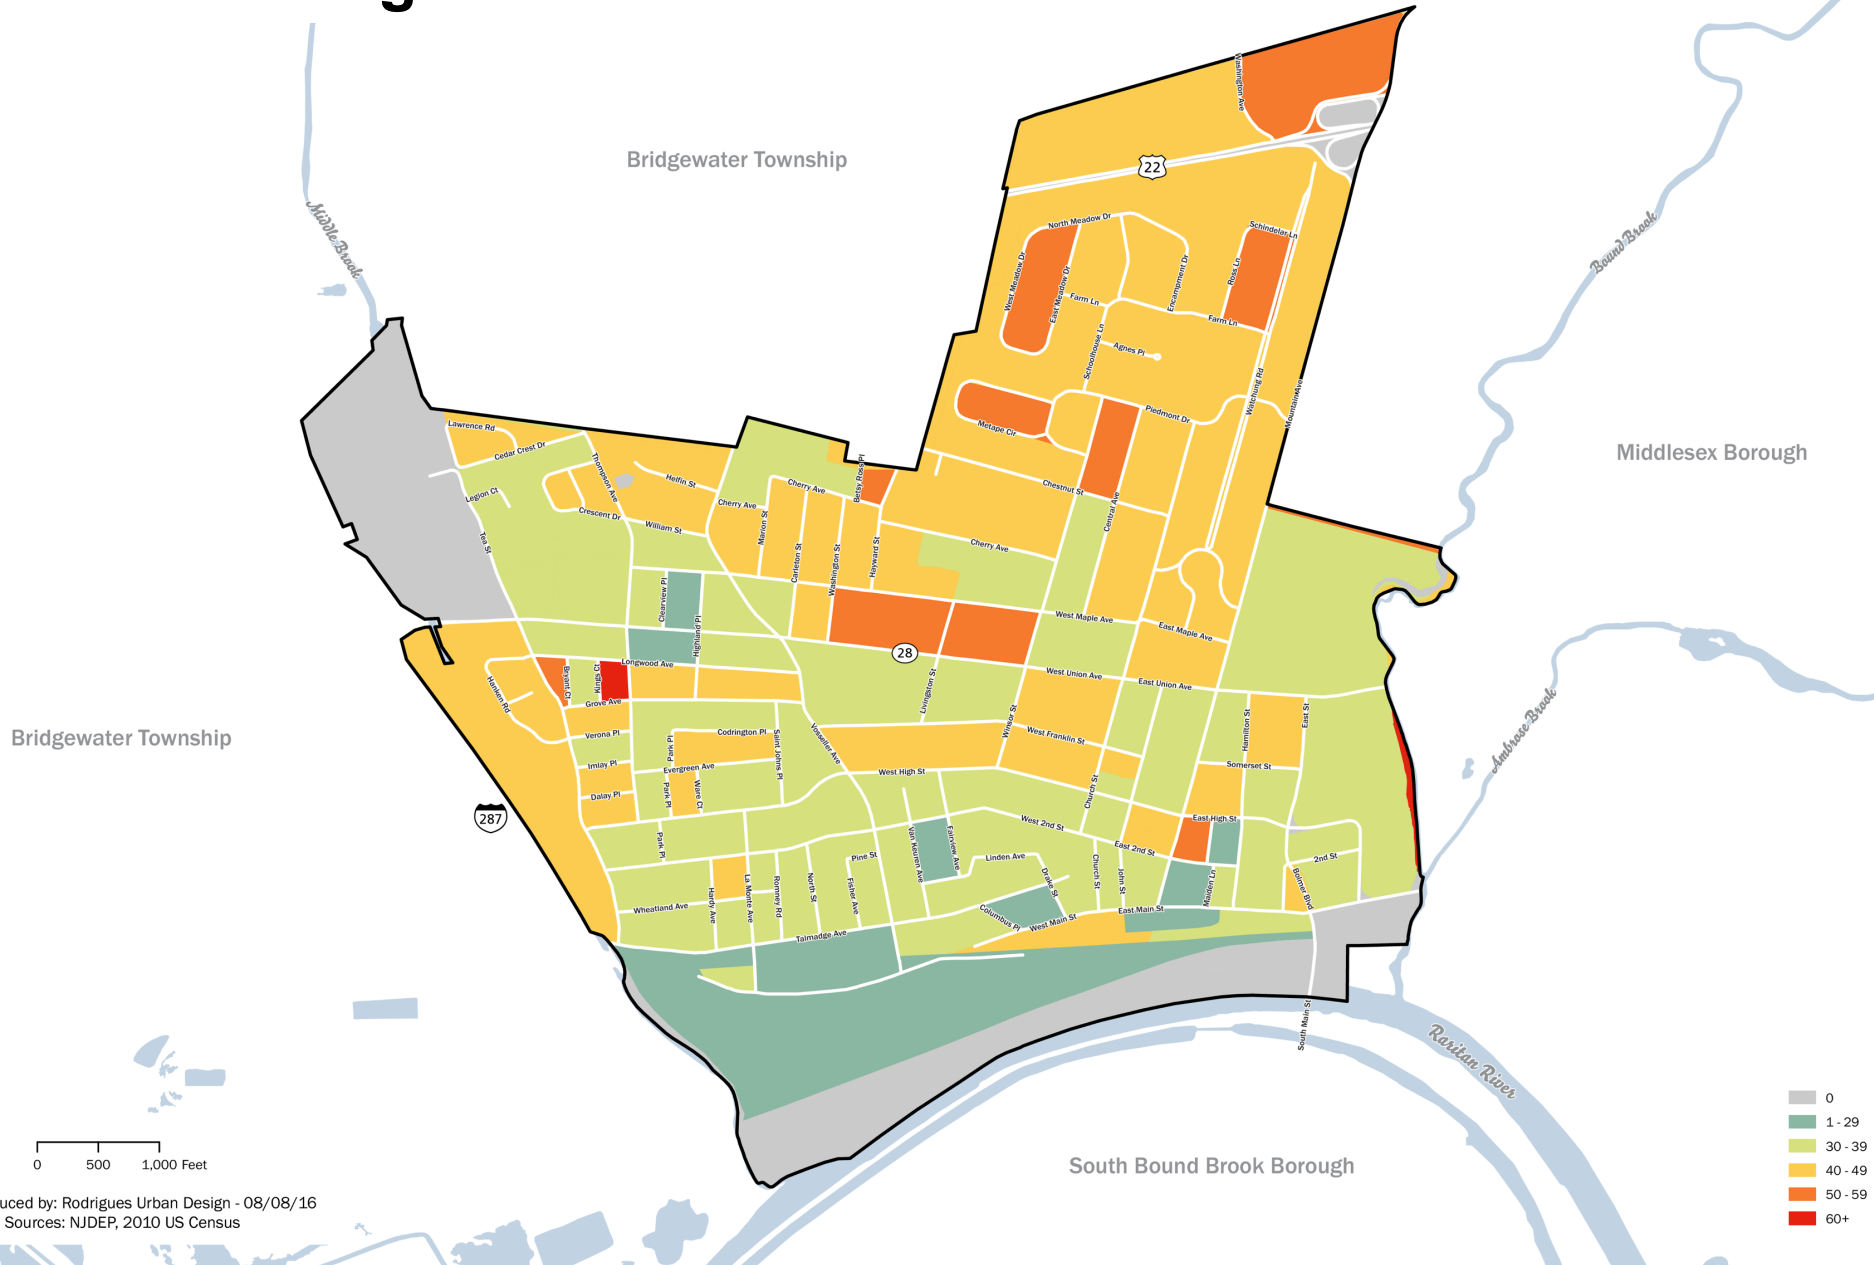 g
Washington Ave
Bridgewater Township
22
Middle Brook
Bound Brook
North Meadow Dr
Schindelar Ln
West Meadow Dr
East Meadow Dr
Encampment Dr
Ross Ln
Farm Ln
Farm Ln
Schoolhouse Ln
Agnes Pl
Watchung Rd
Mountain Ave
Piedmont Dr
Metape Cir
Lawrence Rd
Cedar Crest Dr
Middlesex Borough
Thompson Ave
Heflin St
Cherry Ave
Cherry Ave
Betsy Ross Pl
Chestnut St
Central Ave
Legion Ct
Crescent Dr
William St
Marion St
Tea St
Carleton St
Washington St
Hayward St
Cherry Ave
Clearview Pl
Highland Pl
West Maple Ave
East Maple Ave
28
Longwood Ave
Bryant Ct
Kings Ct
Hanken Rd
Grove Ave
Livingston St
West Union Ave
East Union Ave
Winsor St
Hamilton St
East St
Bridgewater Township
Verona Pl
Park Pl
Codrington Pl
Saint Johns Pl
Vosseller Ave
West Franklin St
Ambrose Brook
Imlay Pl
Evergreen Ave
West High St
Somerset St
Dalay Pl
Park Pl
Ware Ct
Church St
287
West 2nd St
East High St
Park Pl
Van Keuren Ave
Fairview Ave
East 2nd St
Pine St
Linden Ave
2nd St
Hardy Ave
La Monte Ave
Romney Rd
North St
Fisher Ave
Drake St
Church St
John St
Maiden Ln
Bolmer Blvd
Wheatland Ave
Columbus Pl
West Main St
East Main St
Talmadge Ave
South Main St
Raritan River
South Bound Brook Borough
0
1 - 29
30 - 39
40 - 49
50 - 59
60+
0 500 1,000 Feet
uced by: Rodrigues Urban Design - 08/08/16
Sources: NJDEP, 2010 US Census